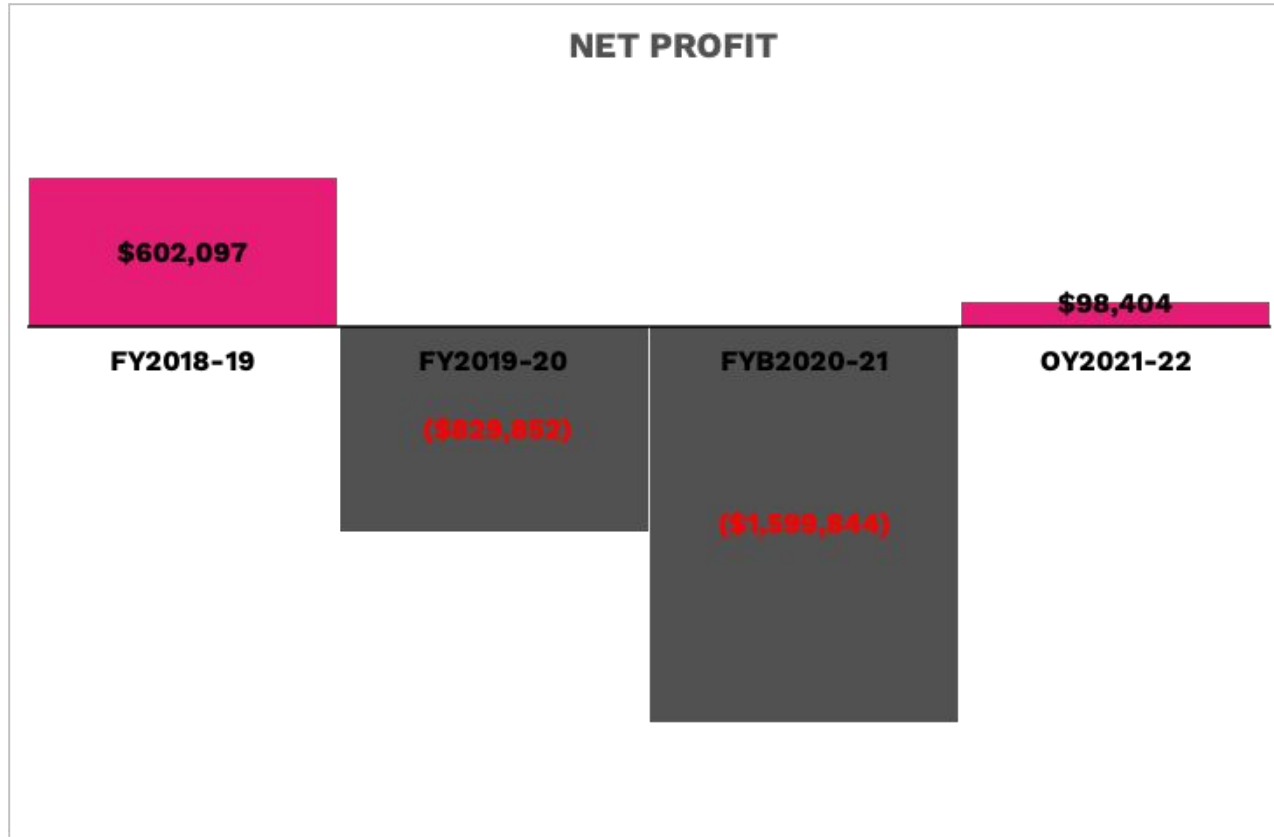 NET PROFIT
$602,097
$98,404
FY2018-19
FY2019-20
FYB2020-21
OY2021-22
($829,852)
($1,599,844)